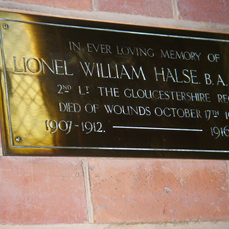 IN EVER LOVING MEMORY OF
LIONEL WILLIAM HALSE. B.A.
2ND LT THE GLOUCESTERSHIRE
DIED OF WOUNDS OCTOBER 17TH
1907-1912.